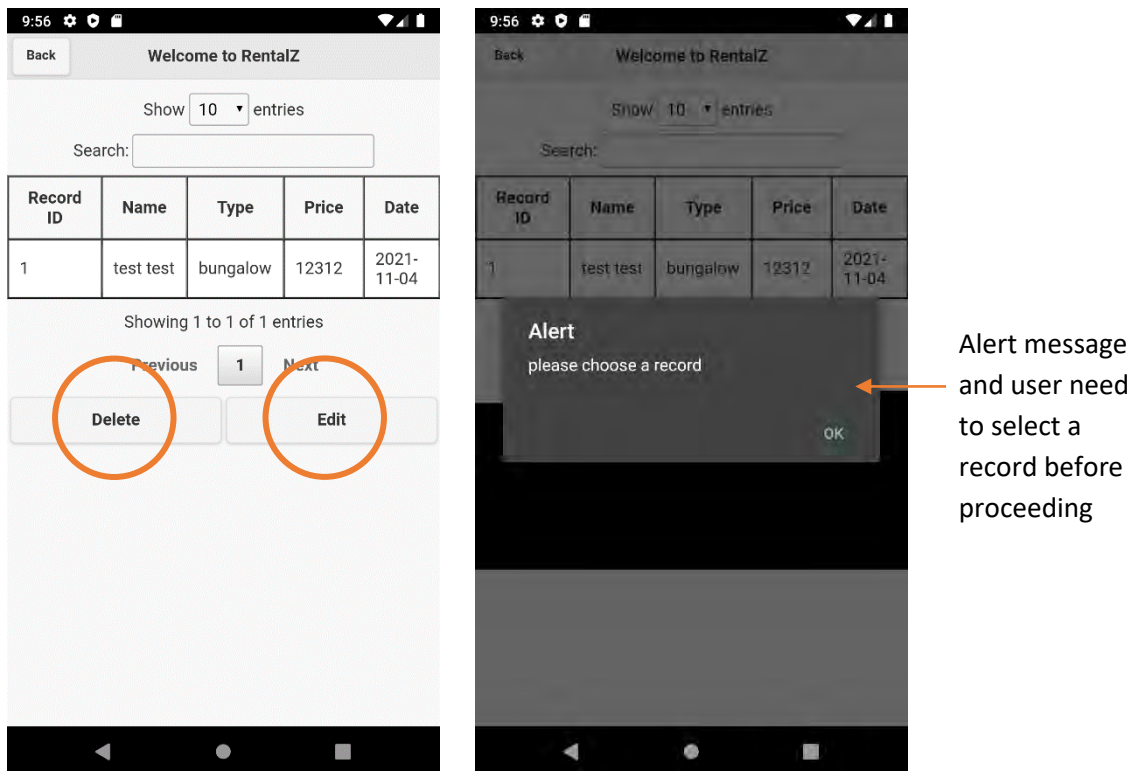 9:56
Back Welcome to RentalZ
Show 10 entries
Search:
Record ID Name Type Price Date
1 test test bungalow 12312 2021-11-04
Showing 1 to 1 of 1 entries
Previous 1 Next
Delete Edit
9:56
Back Welcome to RentalZ
Show 10 entries
Search:
Record ID Name Type Price Date
1 test test bungalow 12312 2021-11-04
Alert
please choose a record
OK
Alert message
and user need
to select a
record before
proceeding